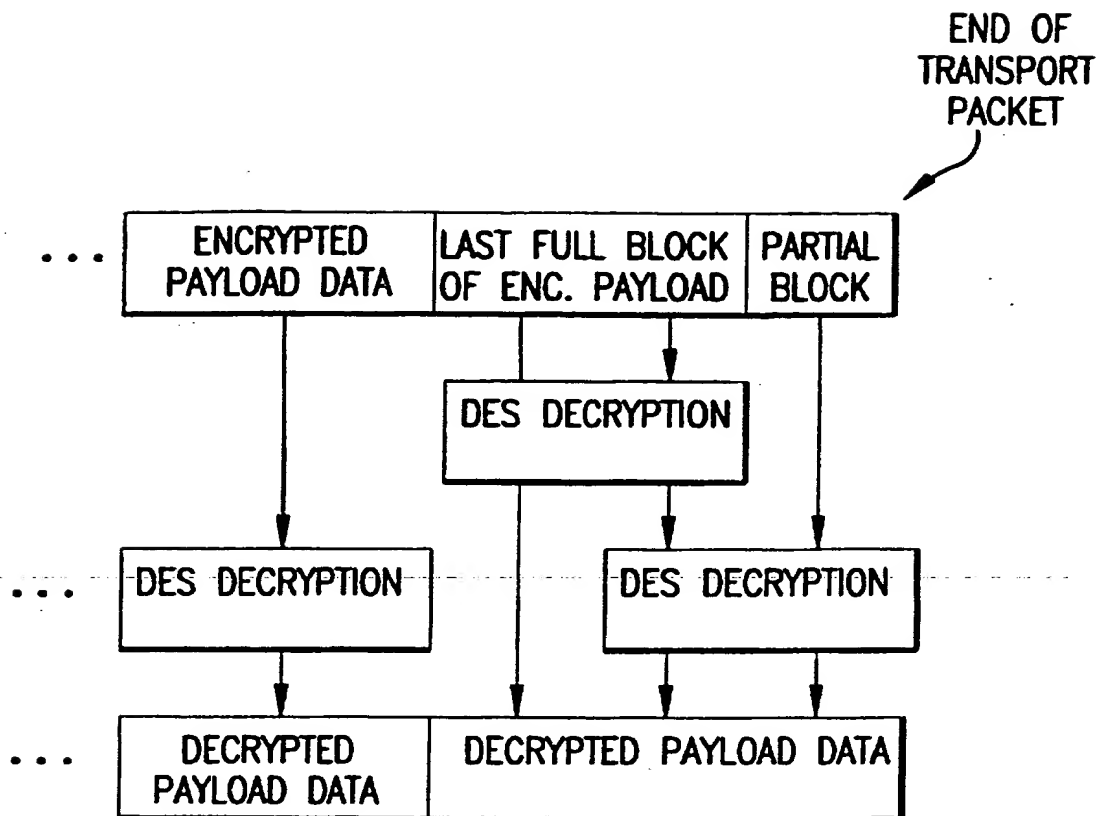 END OF
TRANSPORT
PACKET
... ENCRYPTED
PAYLOAD DATA
LAST FULL BLOCK
OF ENC. PAYLOAD
PARTIAL
BLOCK
DES DECRYPTION
... DES DECRYPTION
DES DECRYPTION
... DECRYPTED
PAYLOAD DATA
DECRYPTED PAYLOAD DATA